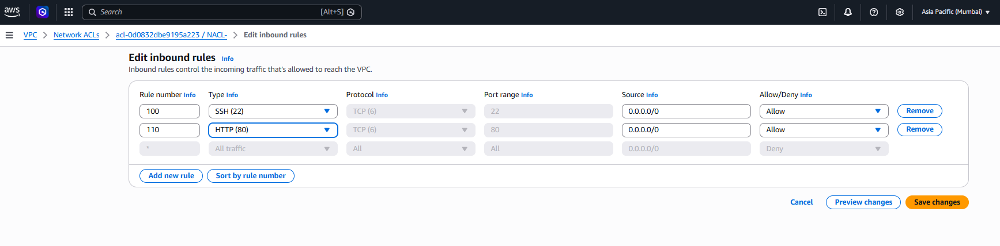 aws Search [Alt+S] Asia Pacific (Mumbai)
VPC Network ACLs acl-0d0832dbe9195a223 / NACL- Edit inbound rules
Edit inbound rules Info
Inbound rules control the incoming traffic that's allowed to reach the VPC.
Rule number Info Type Info Protocol Info Port range Info Source Info Allow/Deny Info
100 SSH (22) TCP (6) 22 0.0.0.0/0 Allow Remove
110 HTTP (80) TCP (6) 80 0.0.0.0/0 Allow Remove
* All traffic All All 0.0.0.0/0 Deny
Add new rule Sort by rule number
Cancel Preview changes Save changes